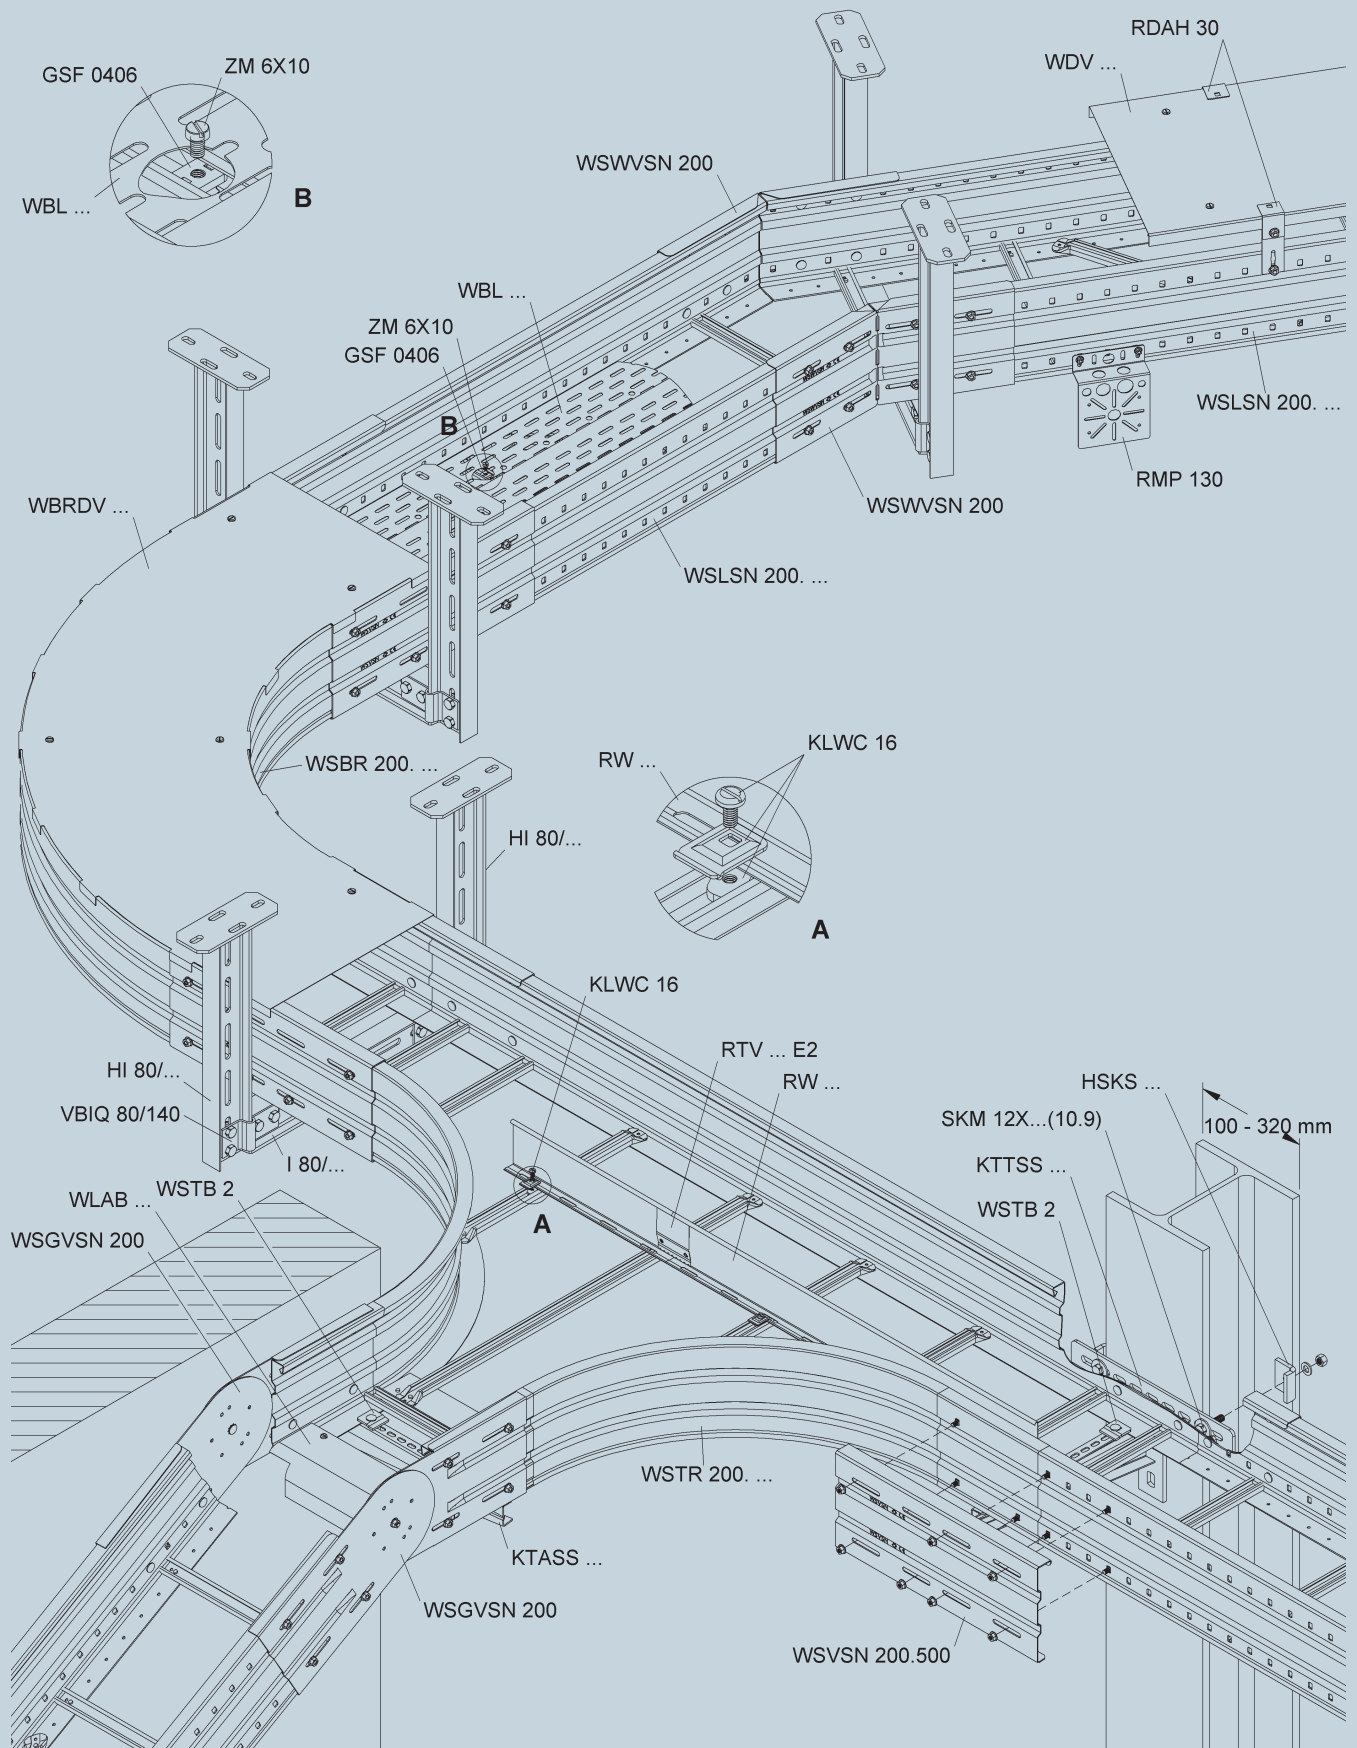 RDAH 30
WDV ...
ZM 6X10
GSF 0406
WSWVSN 200
B
WBL ...
WBL ...
ZM 6X10
GSF 0406
WSLSN 200. ...
B
RMP 130
WBRDV ...
WSWVSN 200
WSLSN 200. ...
KLWC 16
RW ...
WSBR 200. ...
HI 80/...
A
KLWC 16
RTV ... E2
HI 80/...
RW ...
HSKS ...
VBIQ 80/140
SKM 12X...(10.9)
100 - 320 mm
I 80/...
KTTSS ...
WSTB 2
WLAB ...
WSTB 2
A
WSGVSN 200
WSTR 200. ...
KTASS ...
WSGVSN 200
WSVSN 200.500